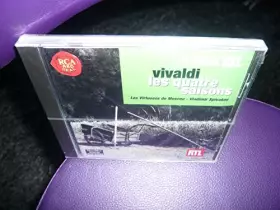 RCA
vivaldi
les quatre
saisons
Les Virtuoses de Moscou - Vladimir Spivakov
RTL